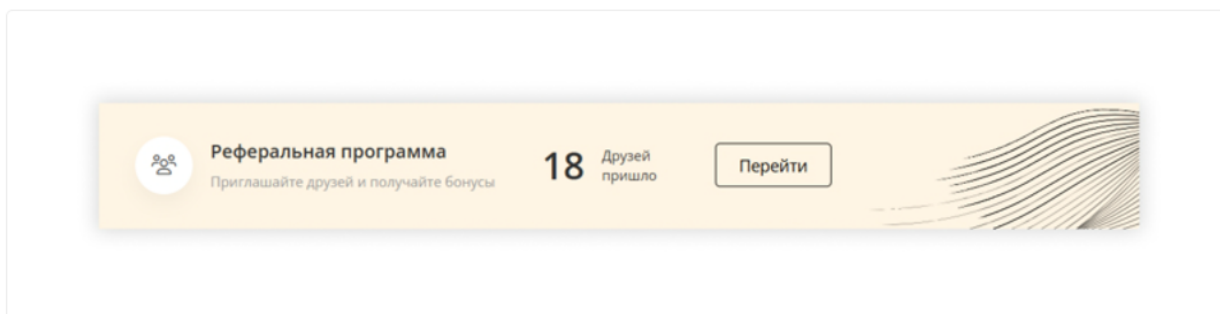 Реферальная программа
Приглашайте друзей и получайте бонусы
18
Друзей
пришло
Перейти